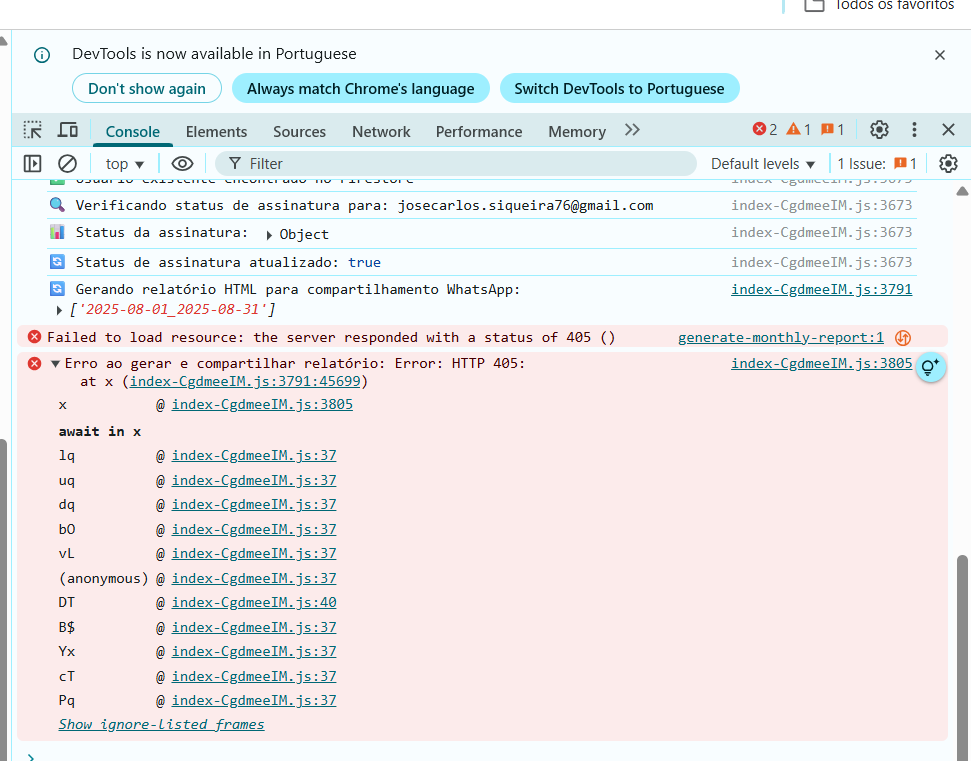 Todos os favoritos
DevTools is now available in Portuguese
Don't show again
Always match Chrome's language
Switch DevTools to Portuguese
Console Elements Sources Network Performance Memory 2 1 1
top Filter Default levels 1 Issue: 1
Usuário existente encontrado no Firestore index-CgdmeeIM.js:3673
Verificando status de assinatura para: josecarlos.siqueira76@gmail.com index-CgdmeeIM.js:3673
Status da assinatura: Object index-CgdmeeIM.js:3673
Status de assinatura atualizado: true index-CgdmeeIM.js:3673
Gerando relatório HTML para compartilhamento WhatsApp: index-CgdmeeIM.js:3791
['2025-08-01_2025-08-31']
Failed to load resource: the server responded with a status of 405 () generate-monthly-report:1
Erro ao gerar e compartilhar relatório: Error: HTTP 405: index-CgdmeeIM.js:3805
at x (index-CgdmeeIM.js:3791:45699)
x @ index-CgdmeeIM.js:3805
await in x
lq @ index-CgdmeeIM.js:37
uq @ index-CgdmeeIM.js:37
dq @ index-CgdmeeIM.js:37
bO @ index-CgdmeeIM.js:37
vL @ index-CgdmeeIM.js:37
(anonymous) @ index-CgdmeeIM.js:37
DT @ index-CgdmeeIM.js:40
B$ @ index-CgdmeeIM.js:37
Yx @ index-CgdmeeIM.js:37
cT @ index-CgdmeeIM.js:37
Pq @ index-CgdmeeIM.js:37
Show ignore-listed frames